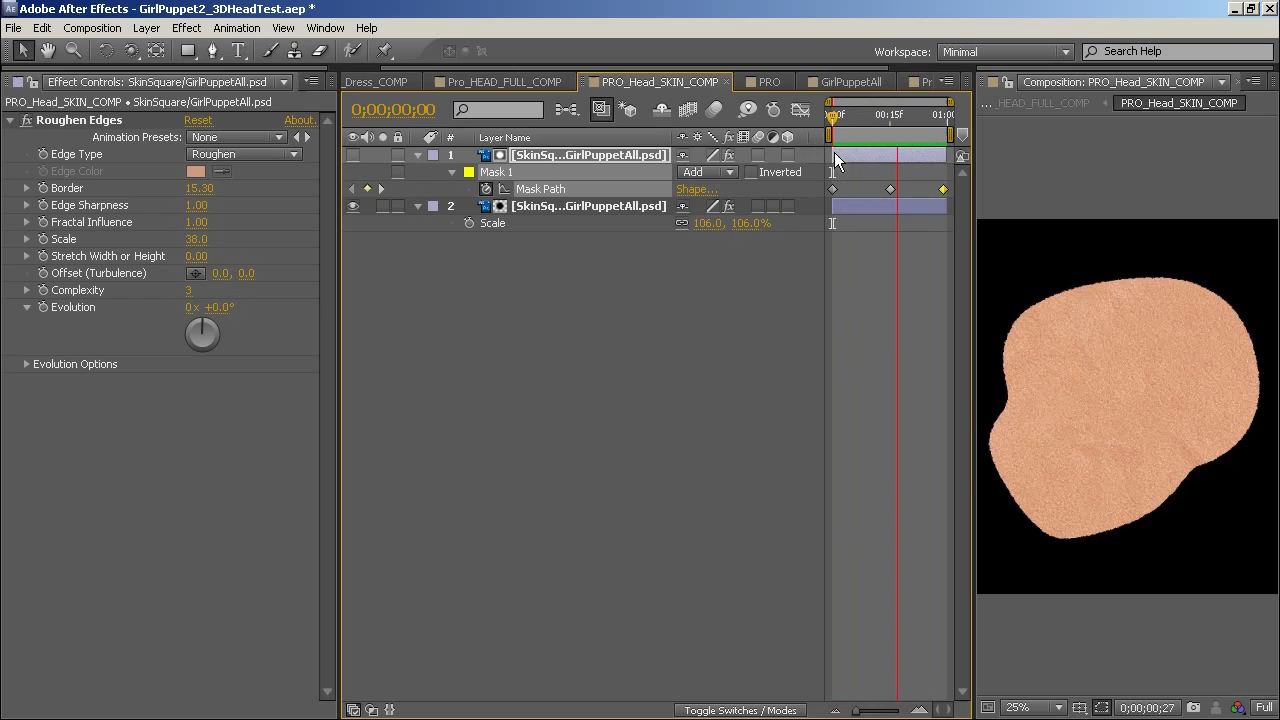 Adobe After Effects - GirlPuppet2_3DHeadTest.aep *
File Edit Composition Layer Effect Animation View Window Help
Workspace: Minimal Search Help
Effect Controls: SkinSquare/GirlPuppetAll.psd
Dress_COMP Pro_HEAD_FULL_COMP PRO_Head_SKIN_COMP PRO GirlPuppetAll Pr
Composition: PRO_Head_SKIN_COMP
PRO_Head_SKIN_COMP • SkinSquare/GirlPuppetAll.psd
..._HEAD_FULL_COMP PRO_Head_SKIN_COMP
Roughen Edges Reset About.
Animation Presets: None
Edge Type Roughen
Edge Color
Border 15.30
Edge Sharpness 1.00
Fractal Influence 1.00
Scale 38.0
Stretch Width or Height 0.00
Offset (Turbulence) 0.0, 0.0
Complexity 3
Evolution 0x +0.0°
Evolution Options
0;00;00;00
00:15F 01:00
# Layer Name
1 [SkinSq...GirlPuppetAll.psd]
Mask 1 Add Inverted
Mask Path Shape...
2 [SkinSq...GirlPuppetAll.psd]
Scale 106.0, 106.0%
Toggle Switches / Modes
25% 0;00;00;27 Full